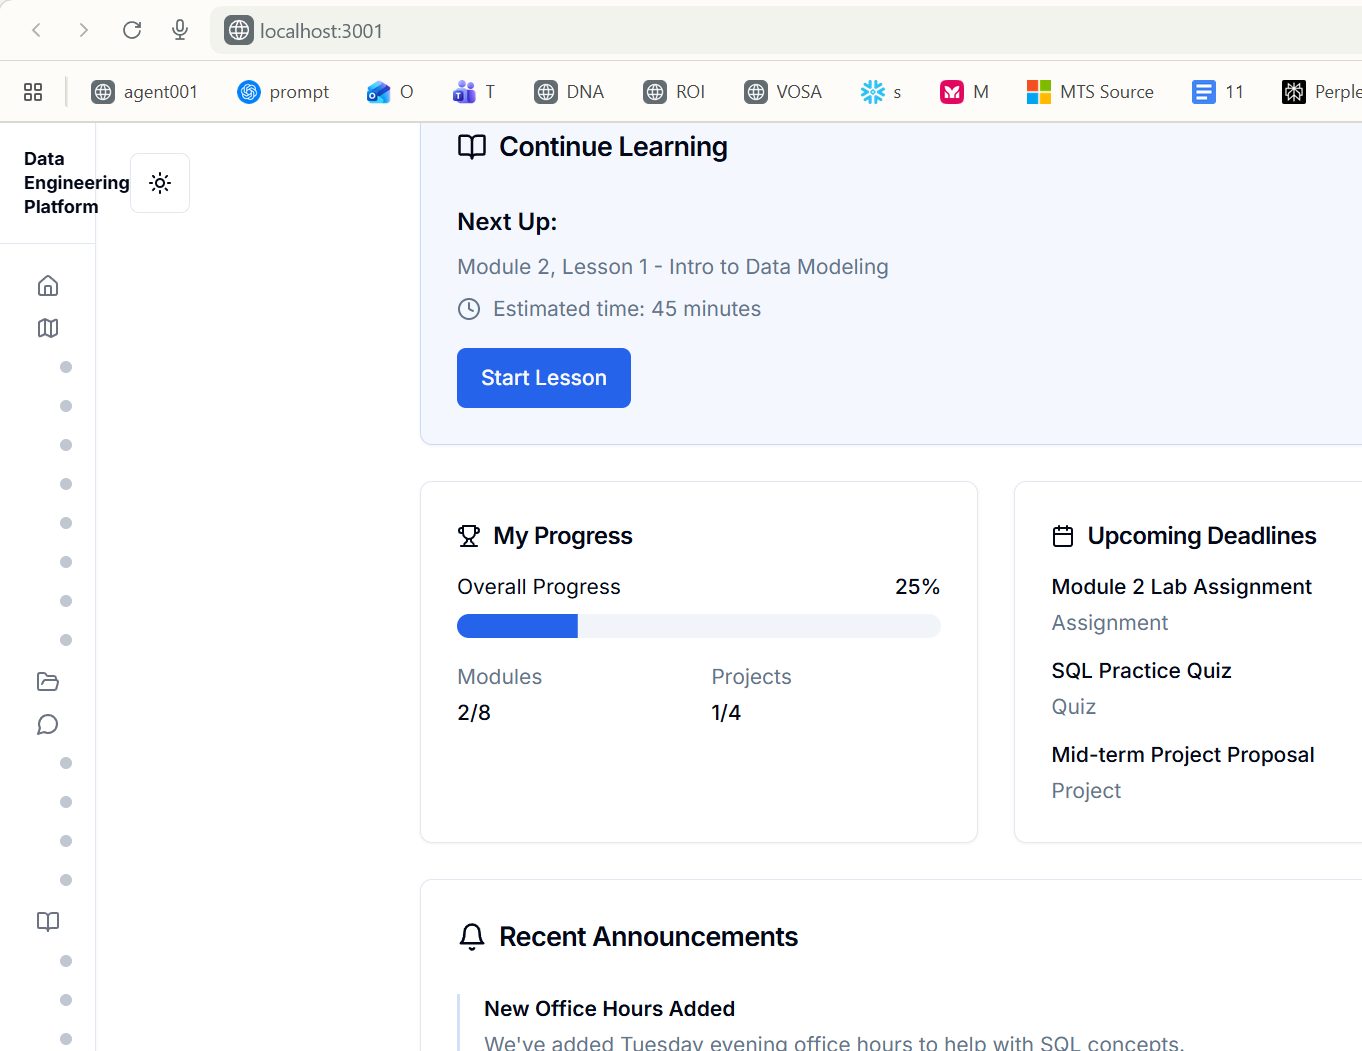 localhost:3001
agent001
prompt
O
T
DNA
ROI
VOSA
s
M
MTS Source
11
Perple
Data
Engineering
Platform
Continue Learning
Next Up:
Module 2, Lesson 1 - Intro to Data Modeling
Estimated time: 45 minutes
Start Lesson
My Progress
Overall Progress
25%
Modules
Projects
2/8
1/4
Upcoming Deadlines
Module 2 Lab Assignment
Assignment
SQL Practice Quiz
Quiz
Mid-term Project Proposal
Project
Recent Announcements
New Office Hours Added
We've added Tuesday evening office hours to help with SQL concepts.